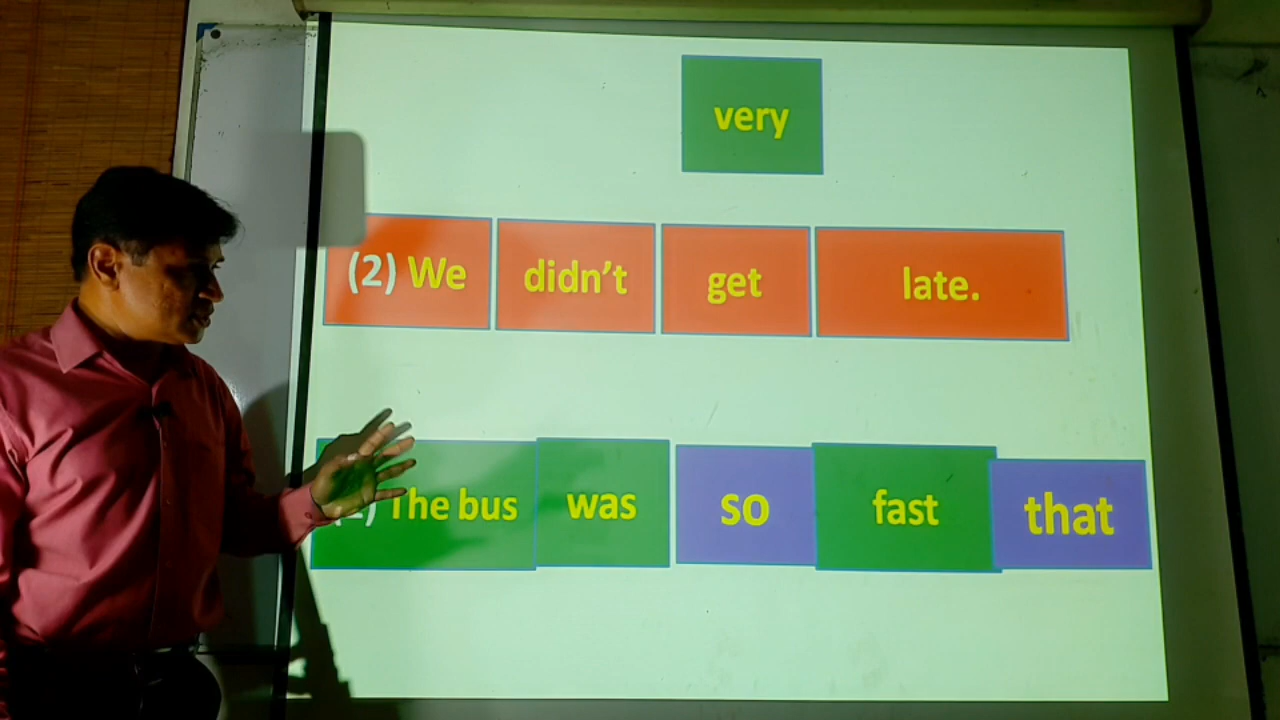 very
(2) We didn't get late.
The bus was so fast that